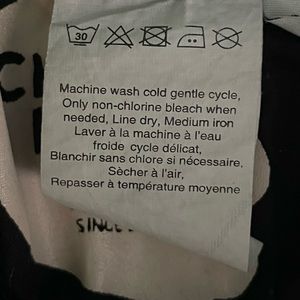 30
Machine wash cold gentle cycle,
Only non-chlorine bleach when
needed, Line dry, Medium iron
Laver à la machine à l'eau
froide cycle délicat,
Blanchir sans chlore si nécessaire.
Sècher à l'air,
Repasser à température moyenne